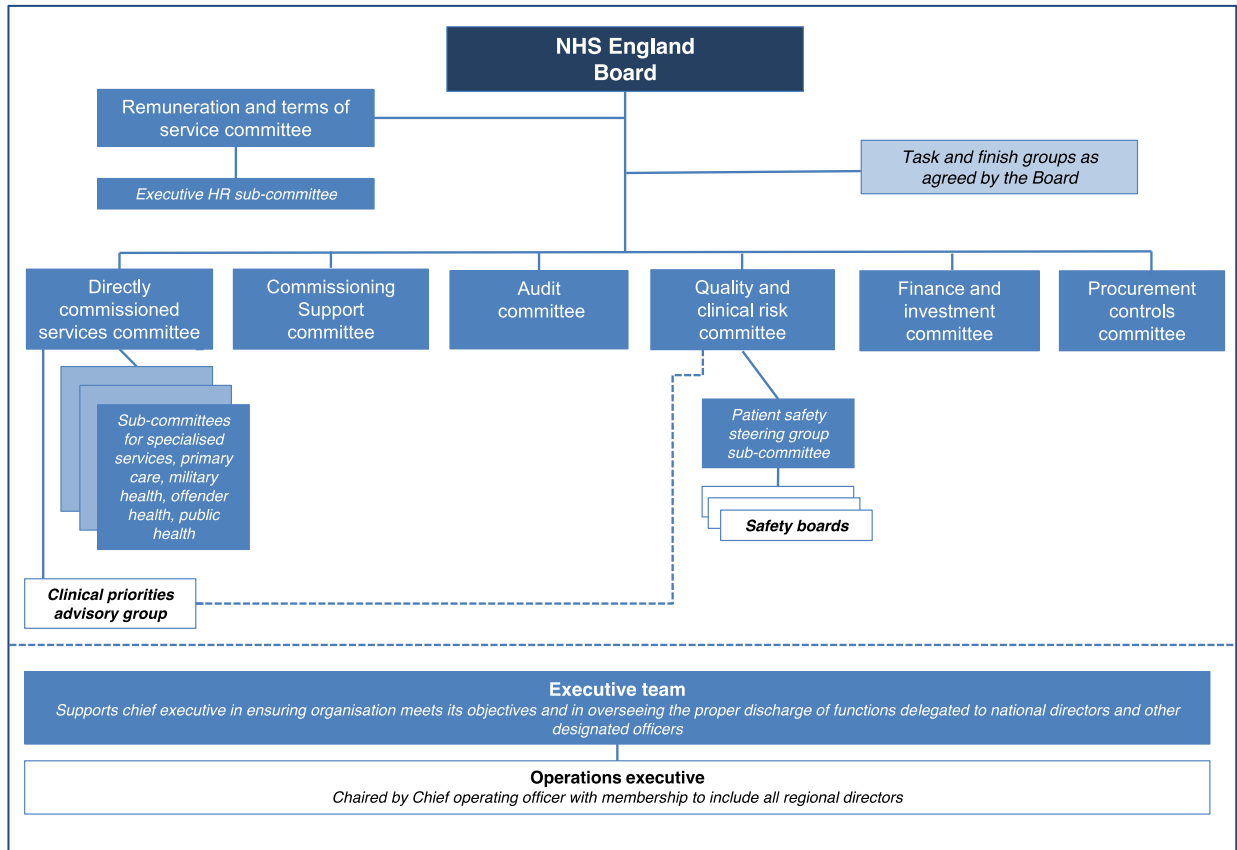 NHS England
Board
Remuneration and terms of
service committee
Task and finish groups as
agreed by the Board
Executive HR sub-committee
Directly
commissioned
services committee
Commissioning
Support
committee
Audit
committee
Quality and
clinical risk
committee
Finance and
investment
committee
Procurement
controls
committee
Sub-committees
for specialised
services, primary
care, military
health, offender
health, public
health
Patient safety
steering group
sub-committee
Safety boards
Clinical priorities
advisory group
Executive team
Supports chief executive in ensuring organisation meets its objectives and in overseeing the proper discharge of functions delegated to national directors and other
designated officers
Operations executive
Chaired by Chief operating officer with membership to include all regional directors